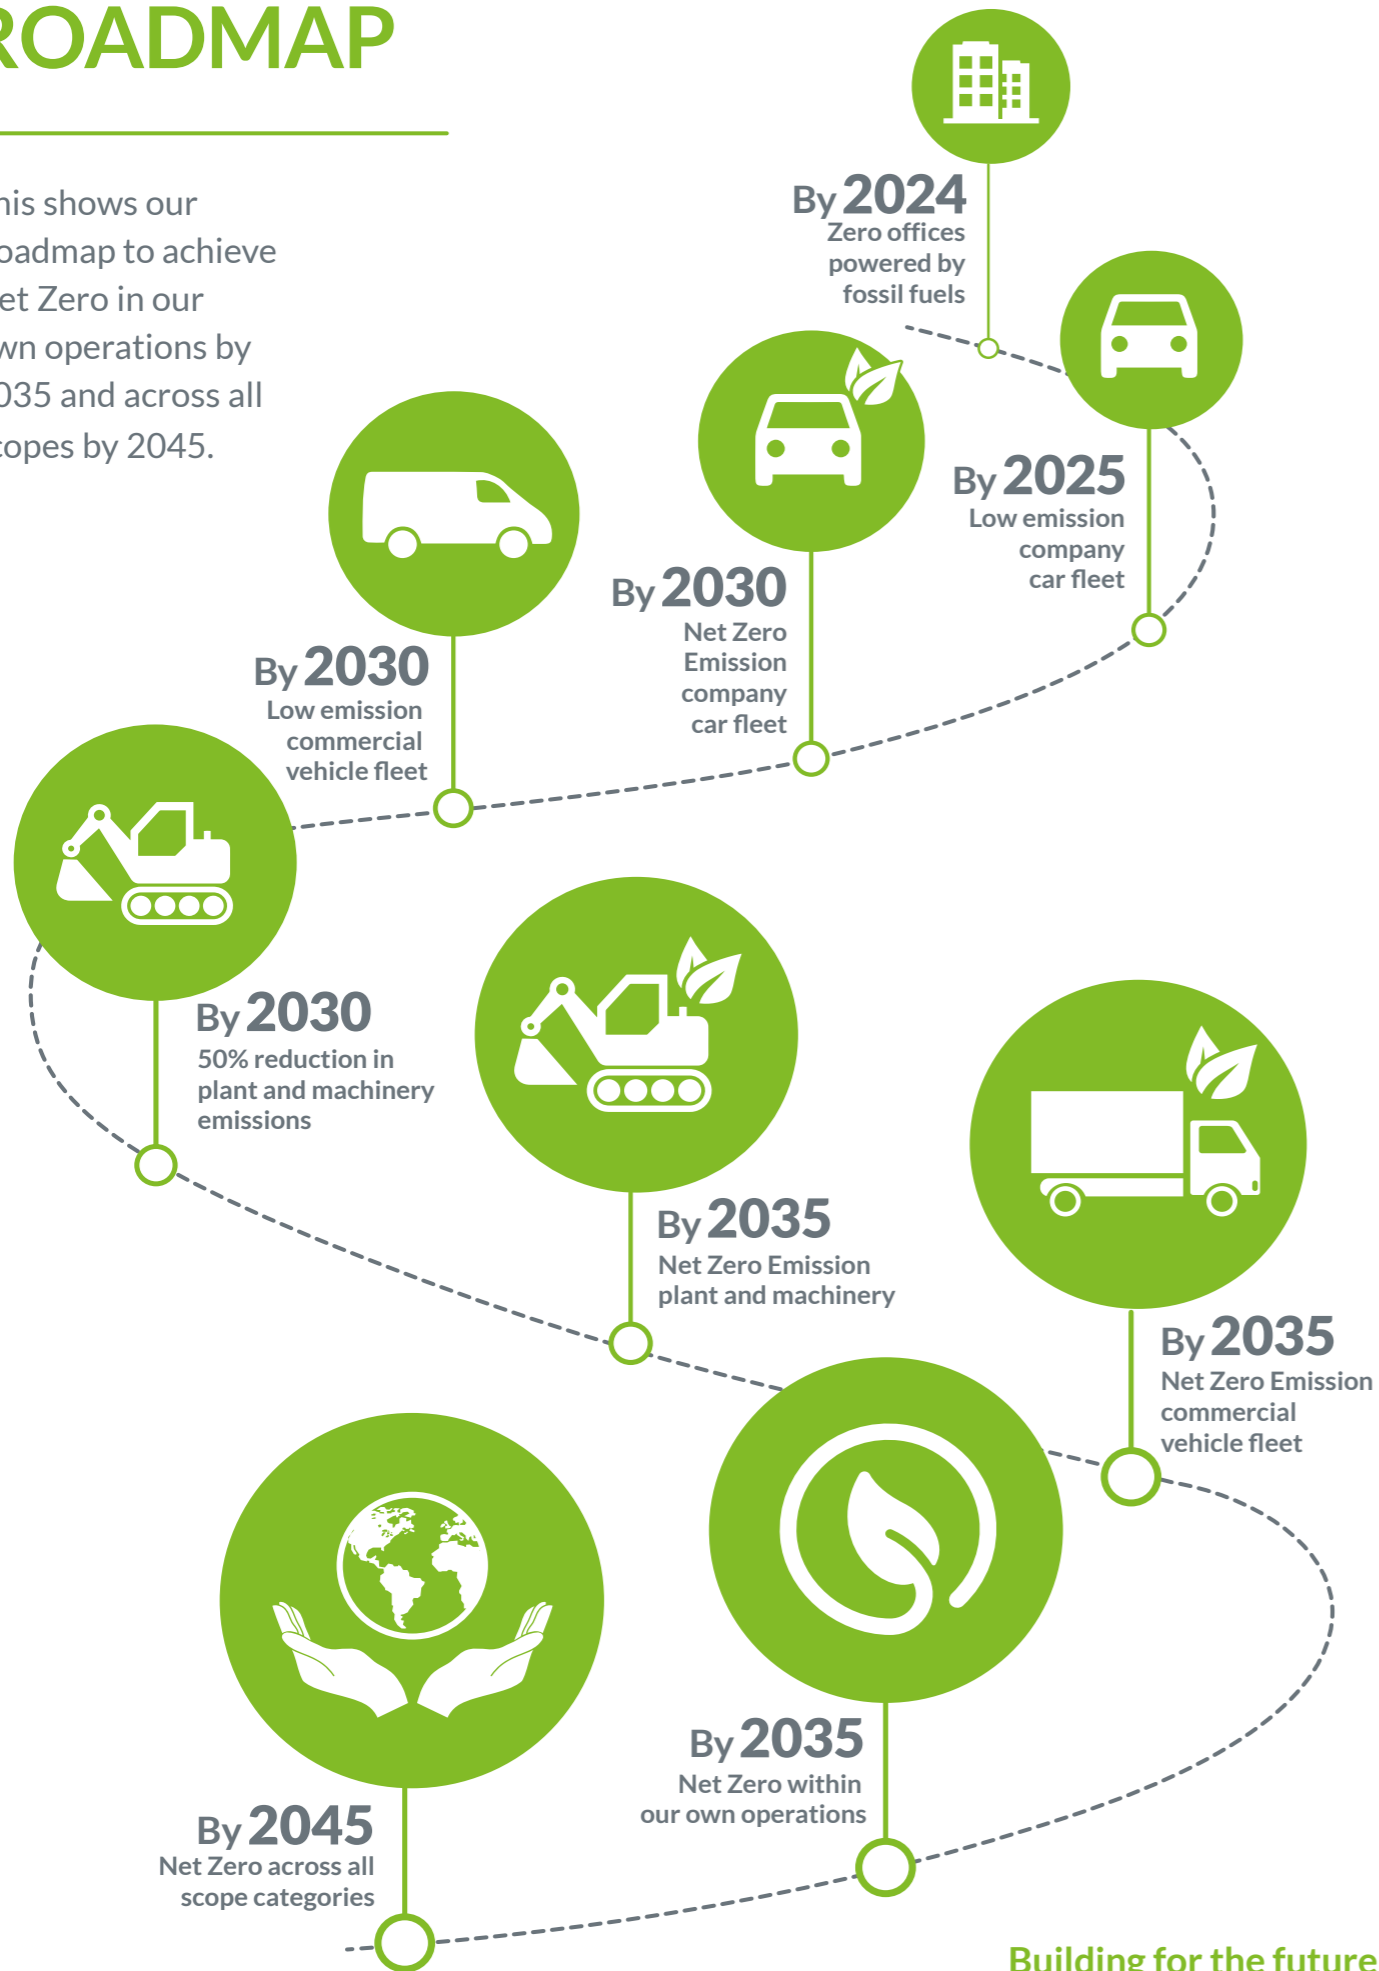 ROADMAP
his shows our
oadmap to achieve
et Zero in our
wn operations by
035 and across all
copes by 2045.
By 2024
Zero offices
powered by
fossil fuels
By 2025
Low emission
company
car fleet
By 2030
Net Zero
Emission
company
car fleet
By 2030
Low emission
commercial
vehicle fleet
By 2030
50% reduction in
plant and machinery
emissions
By 2035
Net Zero Emission
plant and machinery
By 2035
Net Zero Emission
commercial
vehicle fleet
By 2035
Net Zero within
our own operations
By 2045
Net Zero across all
scope categories
Building for the future